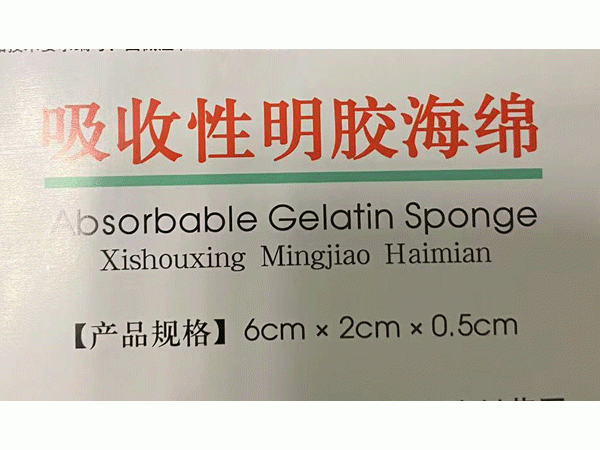 吸收性明胶海绵
Absorbable Gelatin Sponge
Xishouxing Mingjiao Haimian
【产品规格】6cm × 2cm × 0.5cm